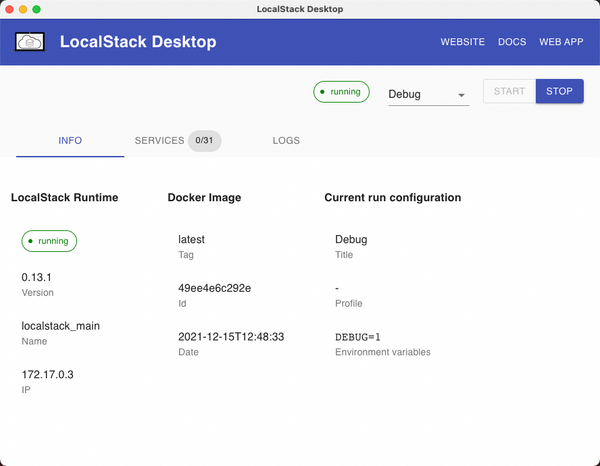 LocalStack Desktop
LocalStack Desktop
WEBSITE DOCS WEB APP
running Debug START STOP
INFO SERVICES 0/31 LOGS
LocalStack Runtime Docker Image Current run configuration
running latest Debug
Tag Title
0.13.1 49ee4e6c292e -
Version Id Profile
localstack_main 2021-12-15T12:48:33 DEBUG=1
Name Date Environment variables
172.17.0.3
IP